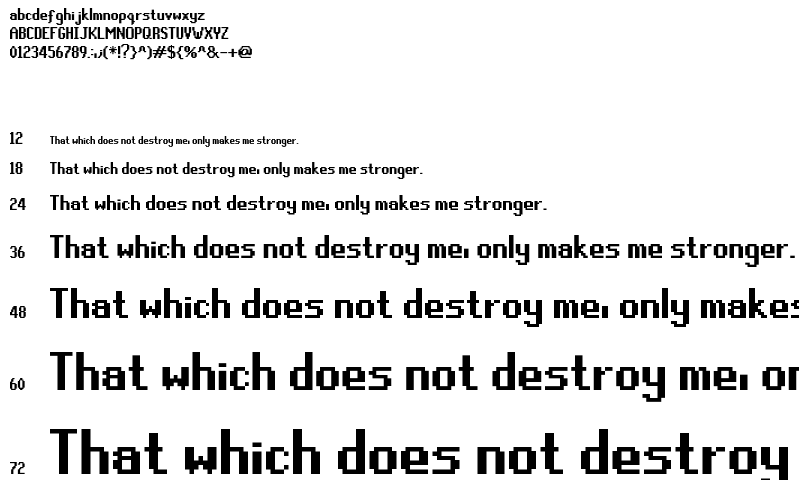 abcdefghijklmnopqrstuvwxyz
ABCDEFGHIJKLMNOPQRSTUVWXYZ
0123456789.:,;(*!?}^)#${%^&-+@
12 That which does not destroy me, only makes me stronger.
18 That which does not destroy me, only makes me stronger.
24 That which does not destroy me, only makes me stronger.
36 That which does not destroy me, only makes me stronger.
48 That which does not destroy me, only makes
60 That which does not destroy me, or
72 That which does not destroy